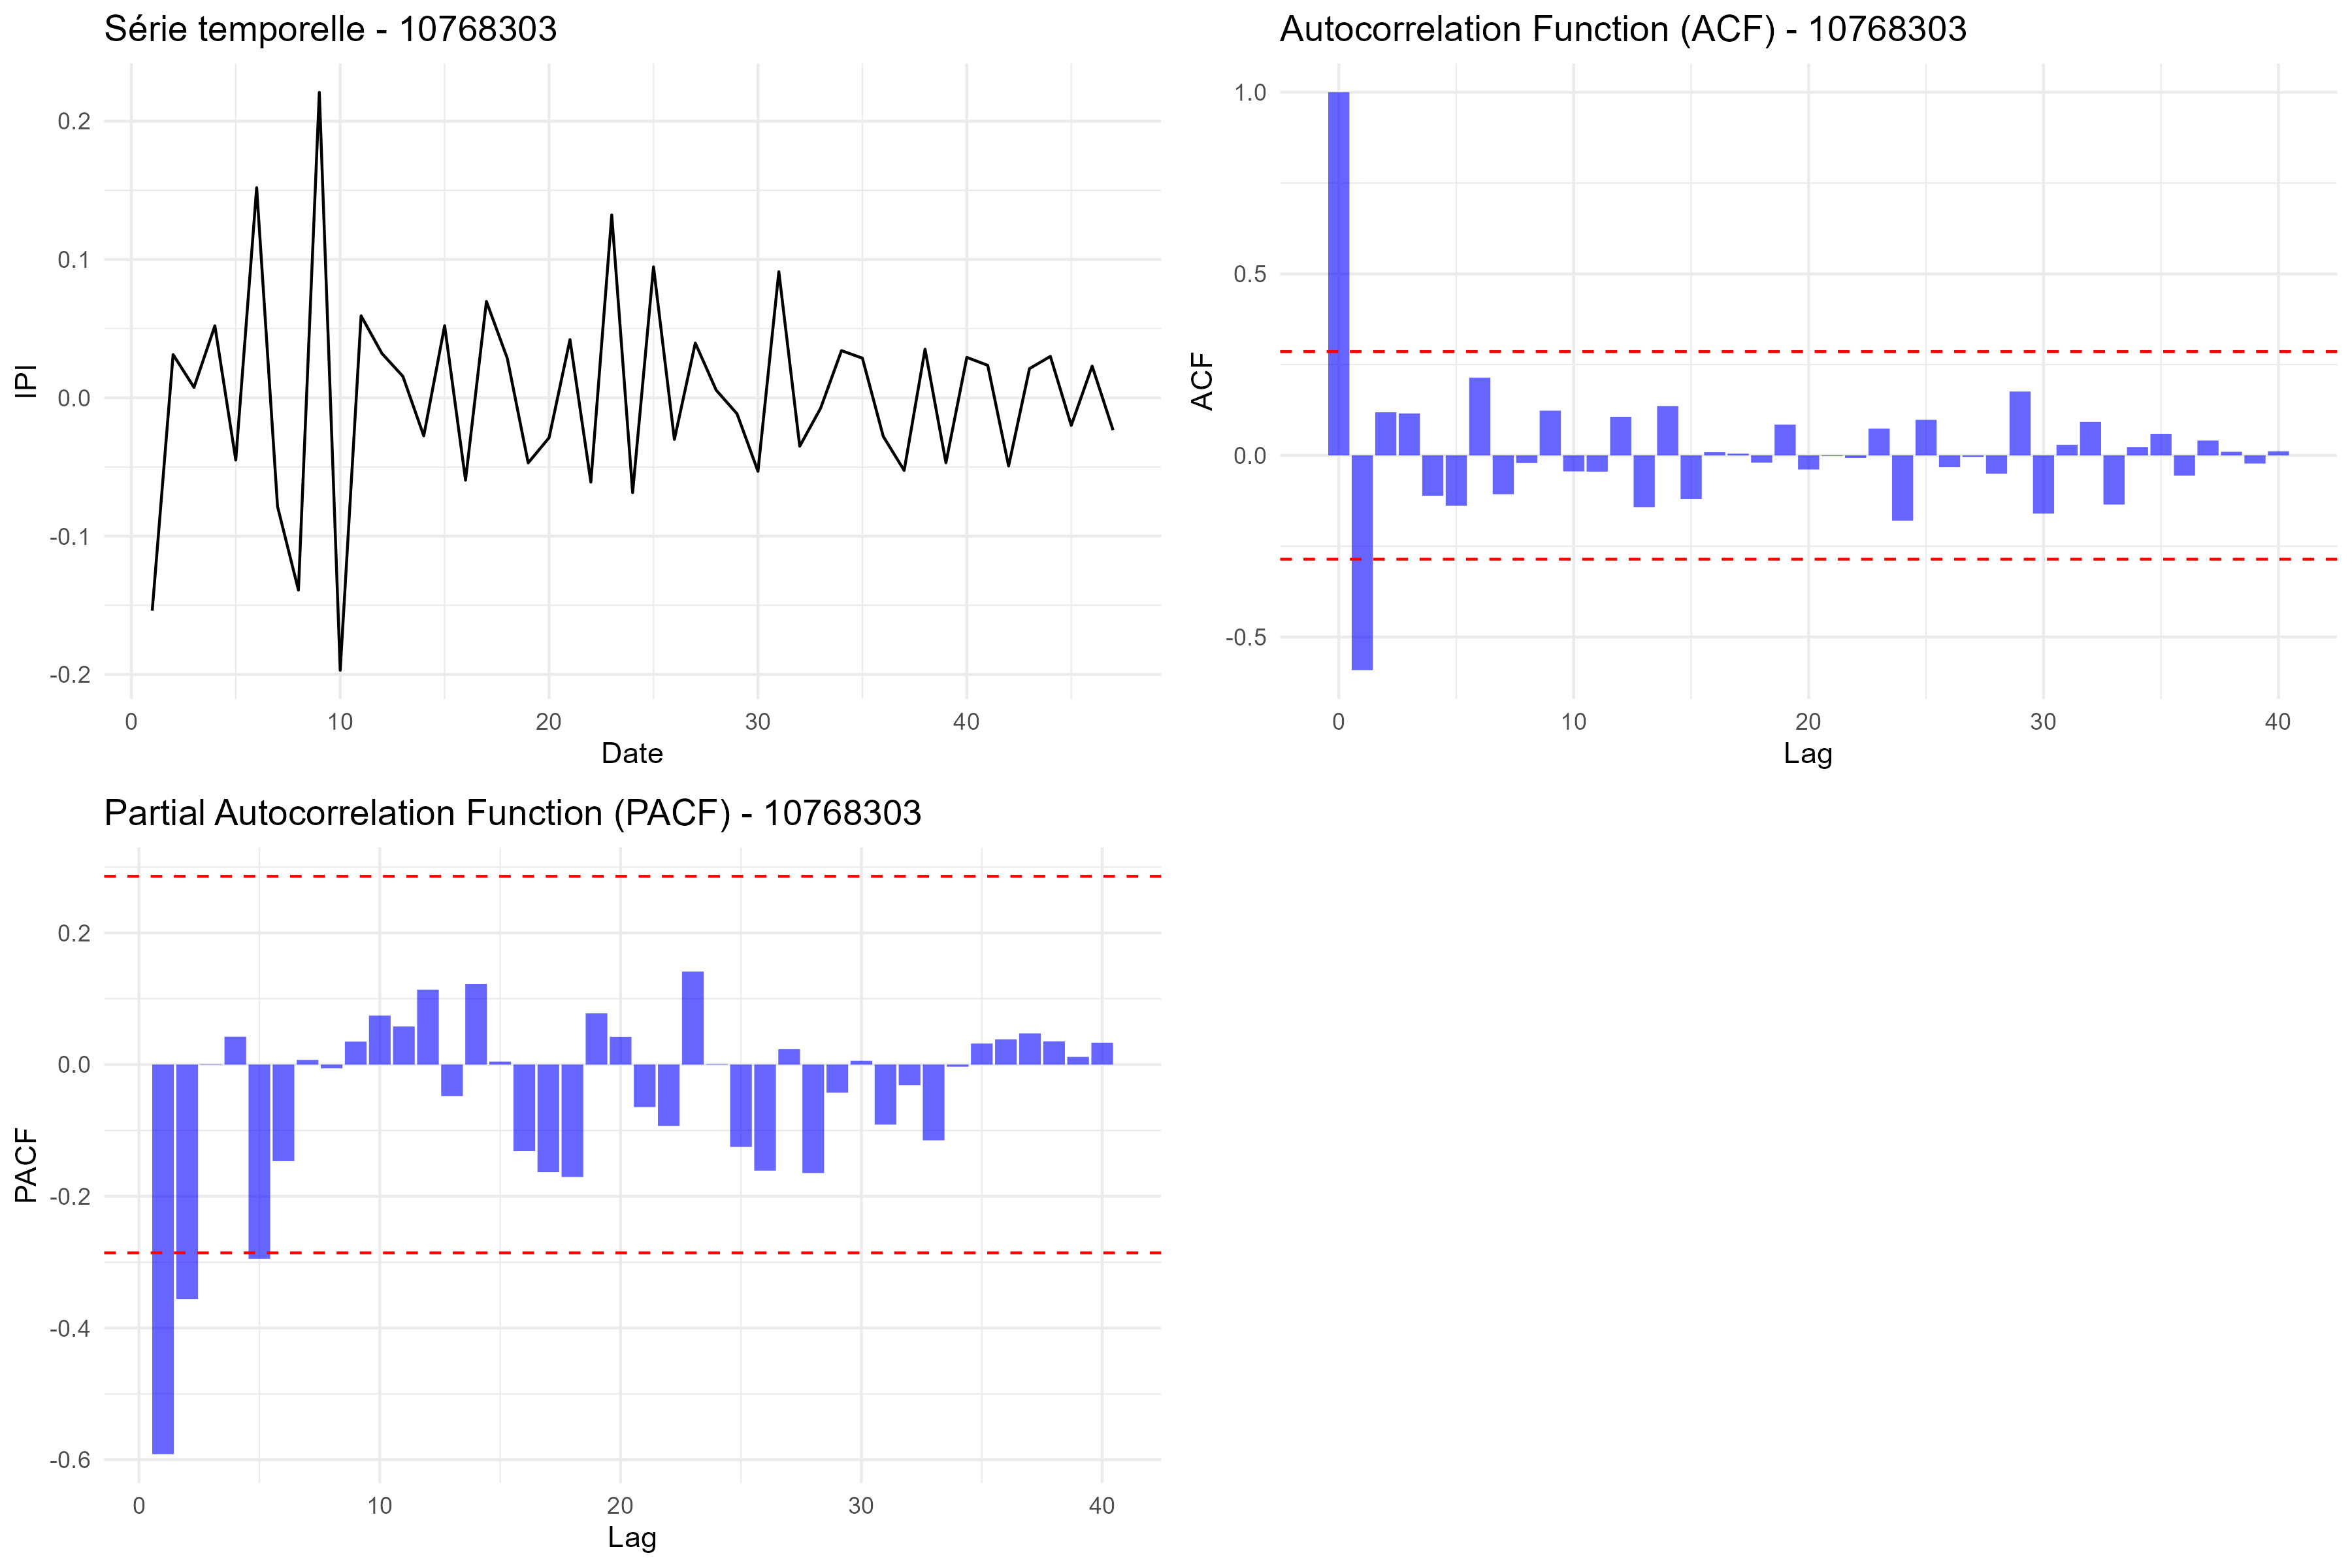 Série temporelle - 10768303
IPI
0.2
0.1
0.0
-0.1
-0.2
0 10 20 30 40
Date
Autocorrelation Function (ACF) - 10768303
ACF
1.0
0.5
0.0
-0.5
0 10 20 30 40
Lag
Partial Autocorrelation Function (PACF) - 10768303
PACF
0.2
0.0
-0.2
-0.4
-0.6
0 10 20 30 40
Lag